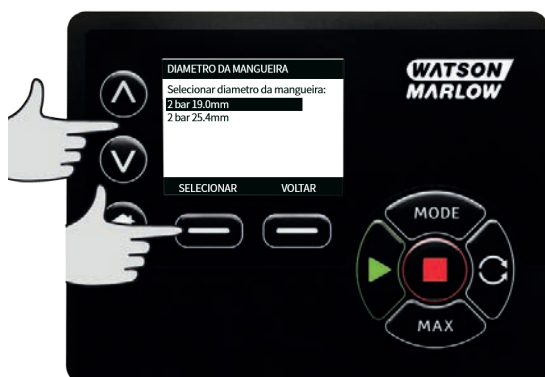 DIAMETRO DA MANGUEIRA
WATSON
MARLOW
Selecionar diametro da mangueira:
2 bar 19.0mm
2 bar 25.4mm
SELECIONAR VOLTAR
MODE
MAX